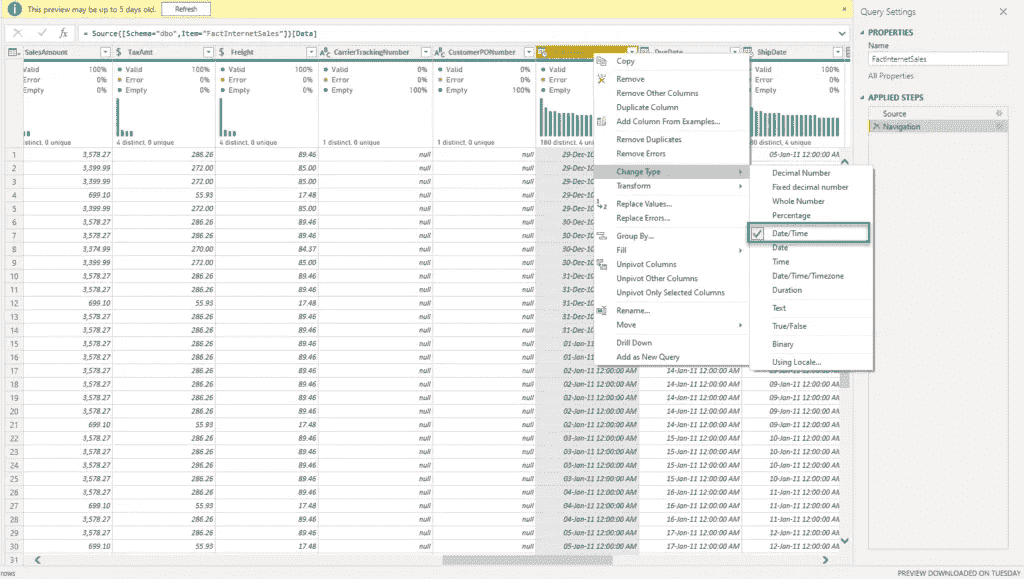 This preview may be up to 5 days old. Refresh
= Source{[Schema="dbo",Item="FactInternetSales"]}[Data]
SalesAmount $ TaxAmt $ Freight CarrierTrackingNumber CustomerPONumber DueDate ShipDate
Valid 100% Valid 100% Valid 100% Valid 0% Valid 0% Valid
Error 0% Error 0% Error 0% Error 0% Error 0% Error
Empty 0% Empty 0% Empty 0% Empty 100% Empty 100% Empty
istinct, 0 unique 4 distinct, 0 unique 4 distinct, 0 unique 1 distinct, 0 unique 1 distinct, 0 unique 180 distinct, 4 un 80 distinct, 4 unique
1 3,578.27 286.26 89.46 null null 29-Dec-10 05-Jan-11 12:00:00 AM
2 3,399.99 272.00 85.00 null null 29-Dec-10
3 3,399.99 272.00 85.00 null null 29-Dec-10
4 699.10 55.93 17.48 null null 29-Dec-10
5 3,399.99 272.00 85.00 null null 29-Dec-10
6 3,578.27 286.26 89.46 null null 30-Dec-10
7 3,578.27 286.26 89.46 null null 30-Dec-10
8 3,374.99 270.00 84.37 null null 30-Dec-10
9 3,399.99 272.00 85.00 null null 30-Dec-10
10 3,578.27 286.26 89.46 null null 31-Dec-10
11 3,578.27 286.26 89.46 null null 31-Dec-10
12 699.10 55.93 17.48 null null 31-Dec-10
13 3,578.27 286.26 89.46 null null 31-Dec-10
14 3,578.27 286.26 89.46 null null 31-Dec-10
15 3,578.27 286.26 89.46 null null 01-Jan-11
16 3,578.27 286.26 89.46 null null 01-Jan-11
17 3,578.27 286.26 89.46 null null 02-Jan-11 12:00:00 AM 14-Jan-11 12:00:00 AM 09-Jan-11 12:00:00 AM
18 3,578.27 286.26 89.46 null null 02-Jan-11 12:00:00 AM 14-Jan-11 12:00:00 AM 09-Jan-11 12:00:00 AM
19 3,578.27 286.26 89.46 null null 02-Jan-11 12:00:00 AM 14-Jan-11 12:00:00 AM 09-Jan-11 12:00:00 AM
20 3,578.27 286.26 89.46 null null 02-Jan-11 12:00:00 AM 14-Jan-11 12:00:00 AM 09-Jan-11 12:00:00 AM
21 699.10 55.93 17.48 null null 02-Jan-11 12:00:00 AM 14-Jan-11 12:00:00 AM 09-Jan-11 12:00:00 AM
22 3,578.27 286.26 89.46 null null 03-Jan-11 12:00:00 AM 15-Jan-11 12:00:00 AM 10-Jan-11 12:00:00 AM
23 3,578.27 286.26 89.46 null null 03-Jan-11 12:00:00 AM 15-Jan-11 12:00:00 AM 10-Jan-11 12:00:00 AM
24 3,578.27 286.26 89.46 null null 03-Jan-11 12:00:00 AM 15-Jan-11 12:00:00 AM 10-Jan-11 12:00:00 AM
25 3,578.27 286.26 89.46 null null 03-Jan-11 12:00:00 AM 15-Jan-11 12:00:00 AM 10-Jan-11 12:00:00 AM
26 3,578.27 286.26 89.46 null null 04-Jan-11 12:00:00 AM 16-Jan-11 12:00:00 AM 11-Jan-11 12:00:00 AM
27 699.10 55.93 17.48 null null 04-Jan-11 12:00:00 AM 16-Jan-11 12:00:00 AM 11-Jan-11 12:00:00 AM
28 3,578.27 286.26 89.46 null null 04-Jan-11 12:00:00 AM 16-Jan-11 12:00:00 AM 11-Jan-11 12:00:00 AM
29 3,578.27 286.26 89.46 null null 04-Jan-11 12:00:00 AM 16-Jan-11 12:00:00 AM 11-Jan-11 12:00:00 AM
30 699.10 55.93 17.48 null null 05-Jan-11 12:00:00 AM 17-Jan-11 12:00:00 AM 12-Jan-11 12:00:00 AM
31
Copy
Remove
Remove Other Columns
Duplicate Column
Add Column From Examples...
Remove Duplicates
Remove Errors
Change Type
Transform
Replace Values...
Replace Errors...
Group By...
Fill
Unpivot Columns
Unpivot Other Columns
Unpivot Only Selected Columns
Rename...
Move
Drill Down
Add as New Query
Decimal Number
Fixed decimal number
Whole Number
Percentage
Date/Time
Date
Time
Date/Time/Timezone
Duration
Text
True/False
Binary
Using Locale...
Query Settings
PROPERTIES
Name
FactInternetSales
All Properties
APPLIED STEPS
Source
Navigation
rows
PREVIEW DOWNLOADED ON TUESDAY